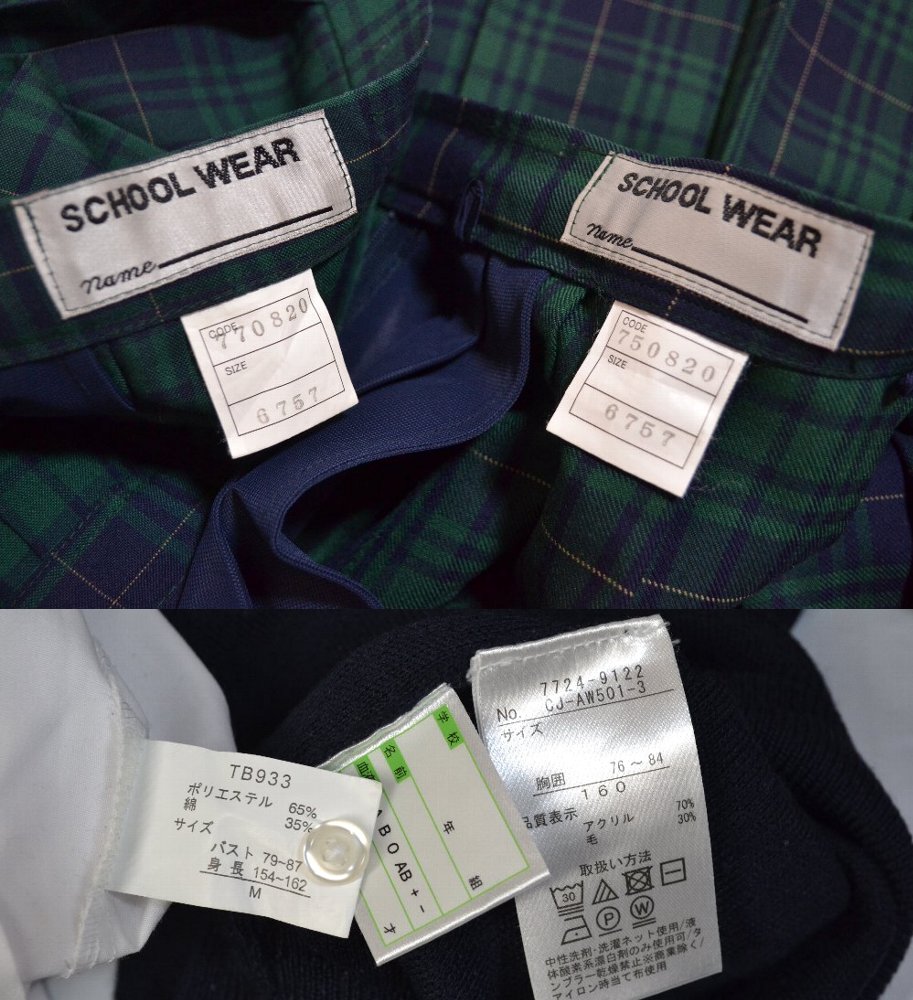 SCHOOL WEAR
name
CODE
770820
SIZE
6757
SCHOOL WEAR
name
CODE
750820
SIZE
6757
TB933
ポリエステル 65%
綿 35%
サイズ
バスト 79~87
身長 154~162
M
学校
年 組
名前
A B O AB + -
才
7724-9122
No. CJ-AW501-3
サイズ
胸囲 76~84
160
品質表示
アクリル 70%
毛 30%
取扱い方法
30
P W
中性洗剤・洗濯ネット使用/液
体酸素系漂白剤のみ使用可/タ
ンブラー乾燥禁止※商業除く/
アイロン時当て布使用